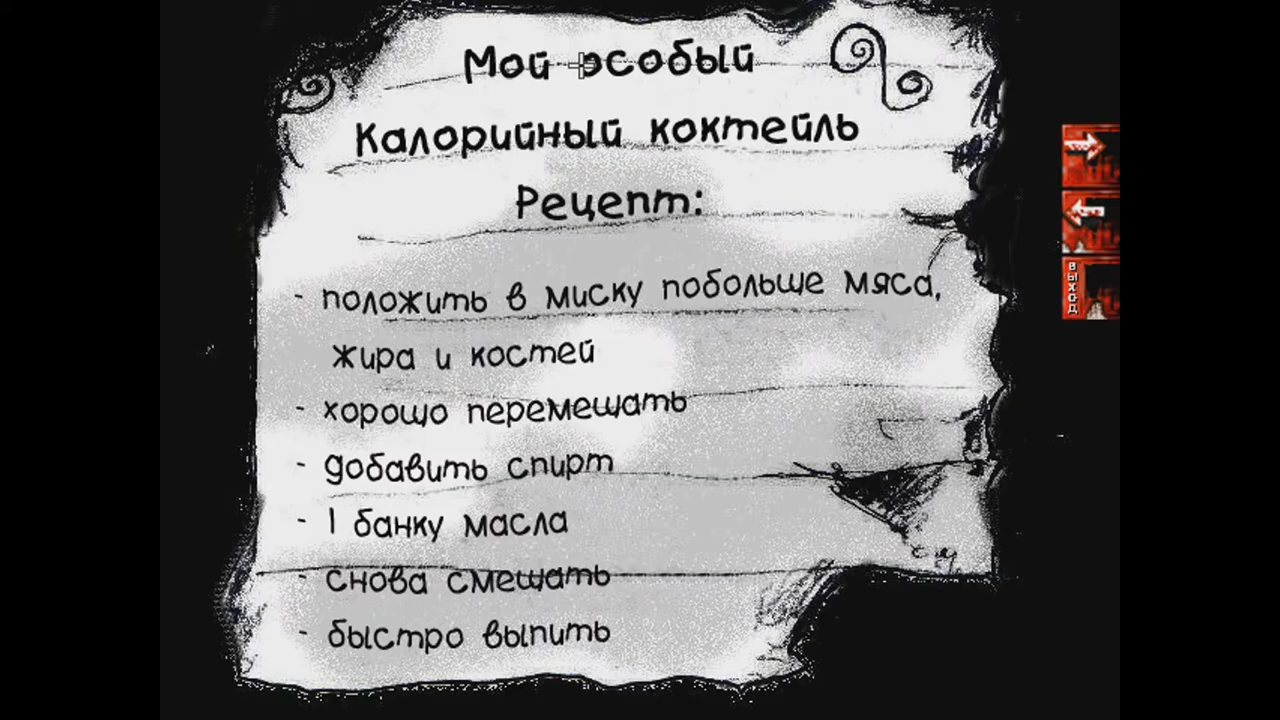 Мой особый
Калорийный коктейль
Рецепт:
- положить в миску побольше мяса,
жира и костей
- хорошо перемешать
- добавить спирт
- 1 банку масла
- снова смешать
- быстро выпить
ВЫХОД